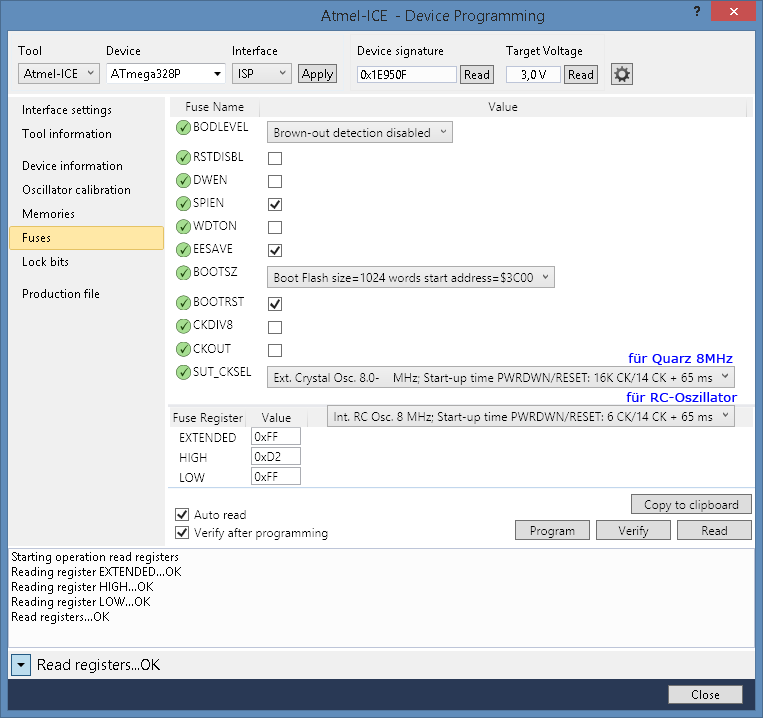 Atmel-ICE - Device Programming
?
Tool
Device
Interface
Device signature
Target Voltage
Atmel-ICE
ATmega328P
ISP
Apply
0x1E950F
Read
3,0 V
Read
Interface settings
Tool information
Device information
Oscillator calibration
Memories
Fuses
Lock bits
Production file
Fuse Name
Value
BODLEVEL
Brown-out detection disabled
RSTDISBL
DWEN
SPIEN
WDTON
EESAVE
BOOTSZ
Boot Flash size=1024 words start address=$3C00
BOOTRST
CKDIV8
CKOUT
für Quarz 8MHz
SUT_CKSEL
Ext. Crystal Osc. 8.0- MHz; Start-up time PWRDWN/RESET: 16K CK/14 CK + 65 ms
für RC-Oszillator
Int. RC Osc. 8 MHz; Start-up time PWRDWN/RESET: 6 CK/14 CK + 65 ms
Fuse Register
Value
EXTENDED
0xFF
HIGH
0xD2
LOW
0xFF
Copy to clipboard
Auto read
Verify after programming
Program
Verify
Read
Starting operation read registers
Reading register EXTENDED...OK
Reading register HIGH...OK
Reading register LOW...OK
Read registers...OK
Read registers...OK
Close